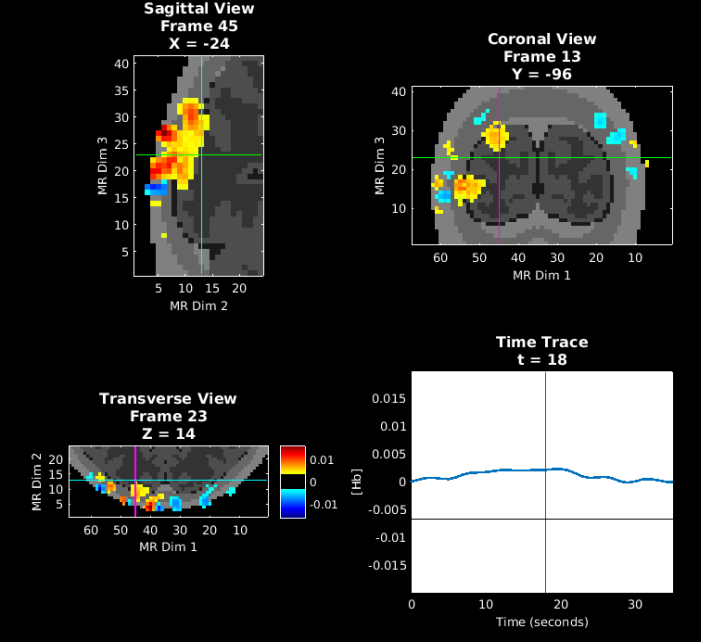 Sagittal View
Frame 45
X = -24
40
35
30
25
20
15
10
5
MR Dim 3
5 10 15 20
MR Dim 2
Coronal View
Frame 13
Y = -96
40
30
20
10
MR Dim 3
60 50 40 30 20 10
MR Dim 1
Transverse View
Frame 23
Z = 14
20
15
10
5
MR Dim 2
60 50 40 30 20 10
MR Dim 1
0.01
0
-0.01
Time Trace
t = 18
0.015
0.01
0.005
0
-0.005
-0.01
-0.015
[Hb]
0 10 20 30
Time (seconds)